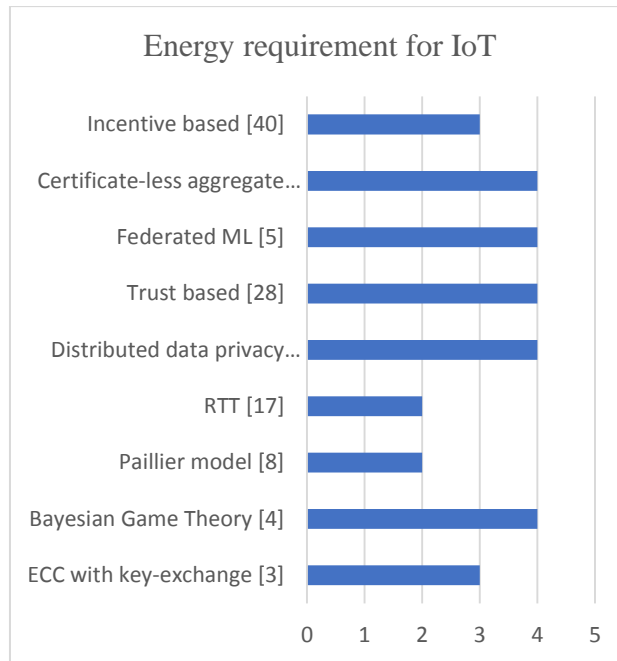 Energy requirement for IoT
Incentive based [40]
Certificate-less aggregate...
Federated ML [5]
Trust based [28]
Distributed data privacy...
RTT [17]
Paillier model [8]
Bayesian Game Theory [4]
ECC with key-exchange [3]
0 1 2 3 4 5